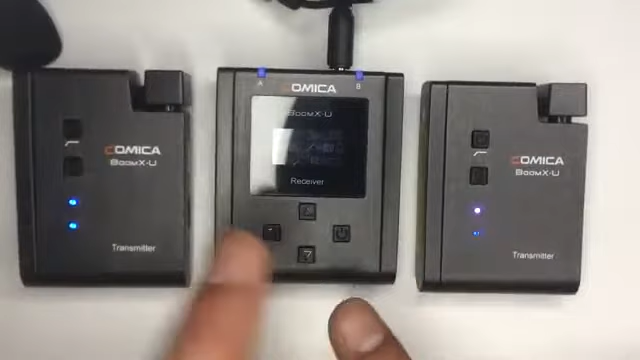 COMICA
BOOMX-U
Transmitter
A
COMICA
B
BOOMX-U
Receiver
COMICA
BOOMX-U
Transmitter